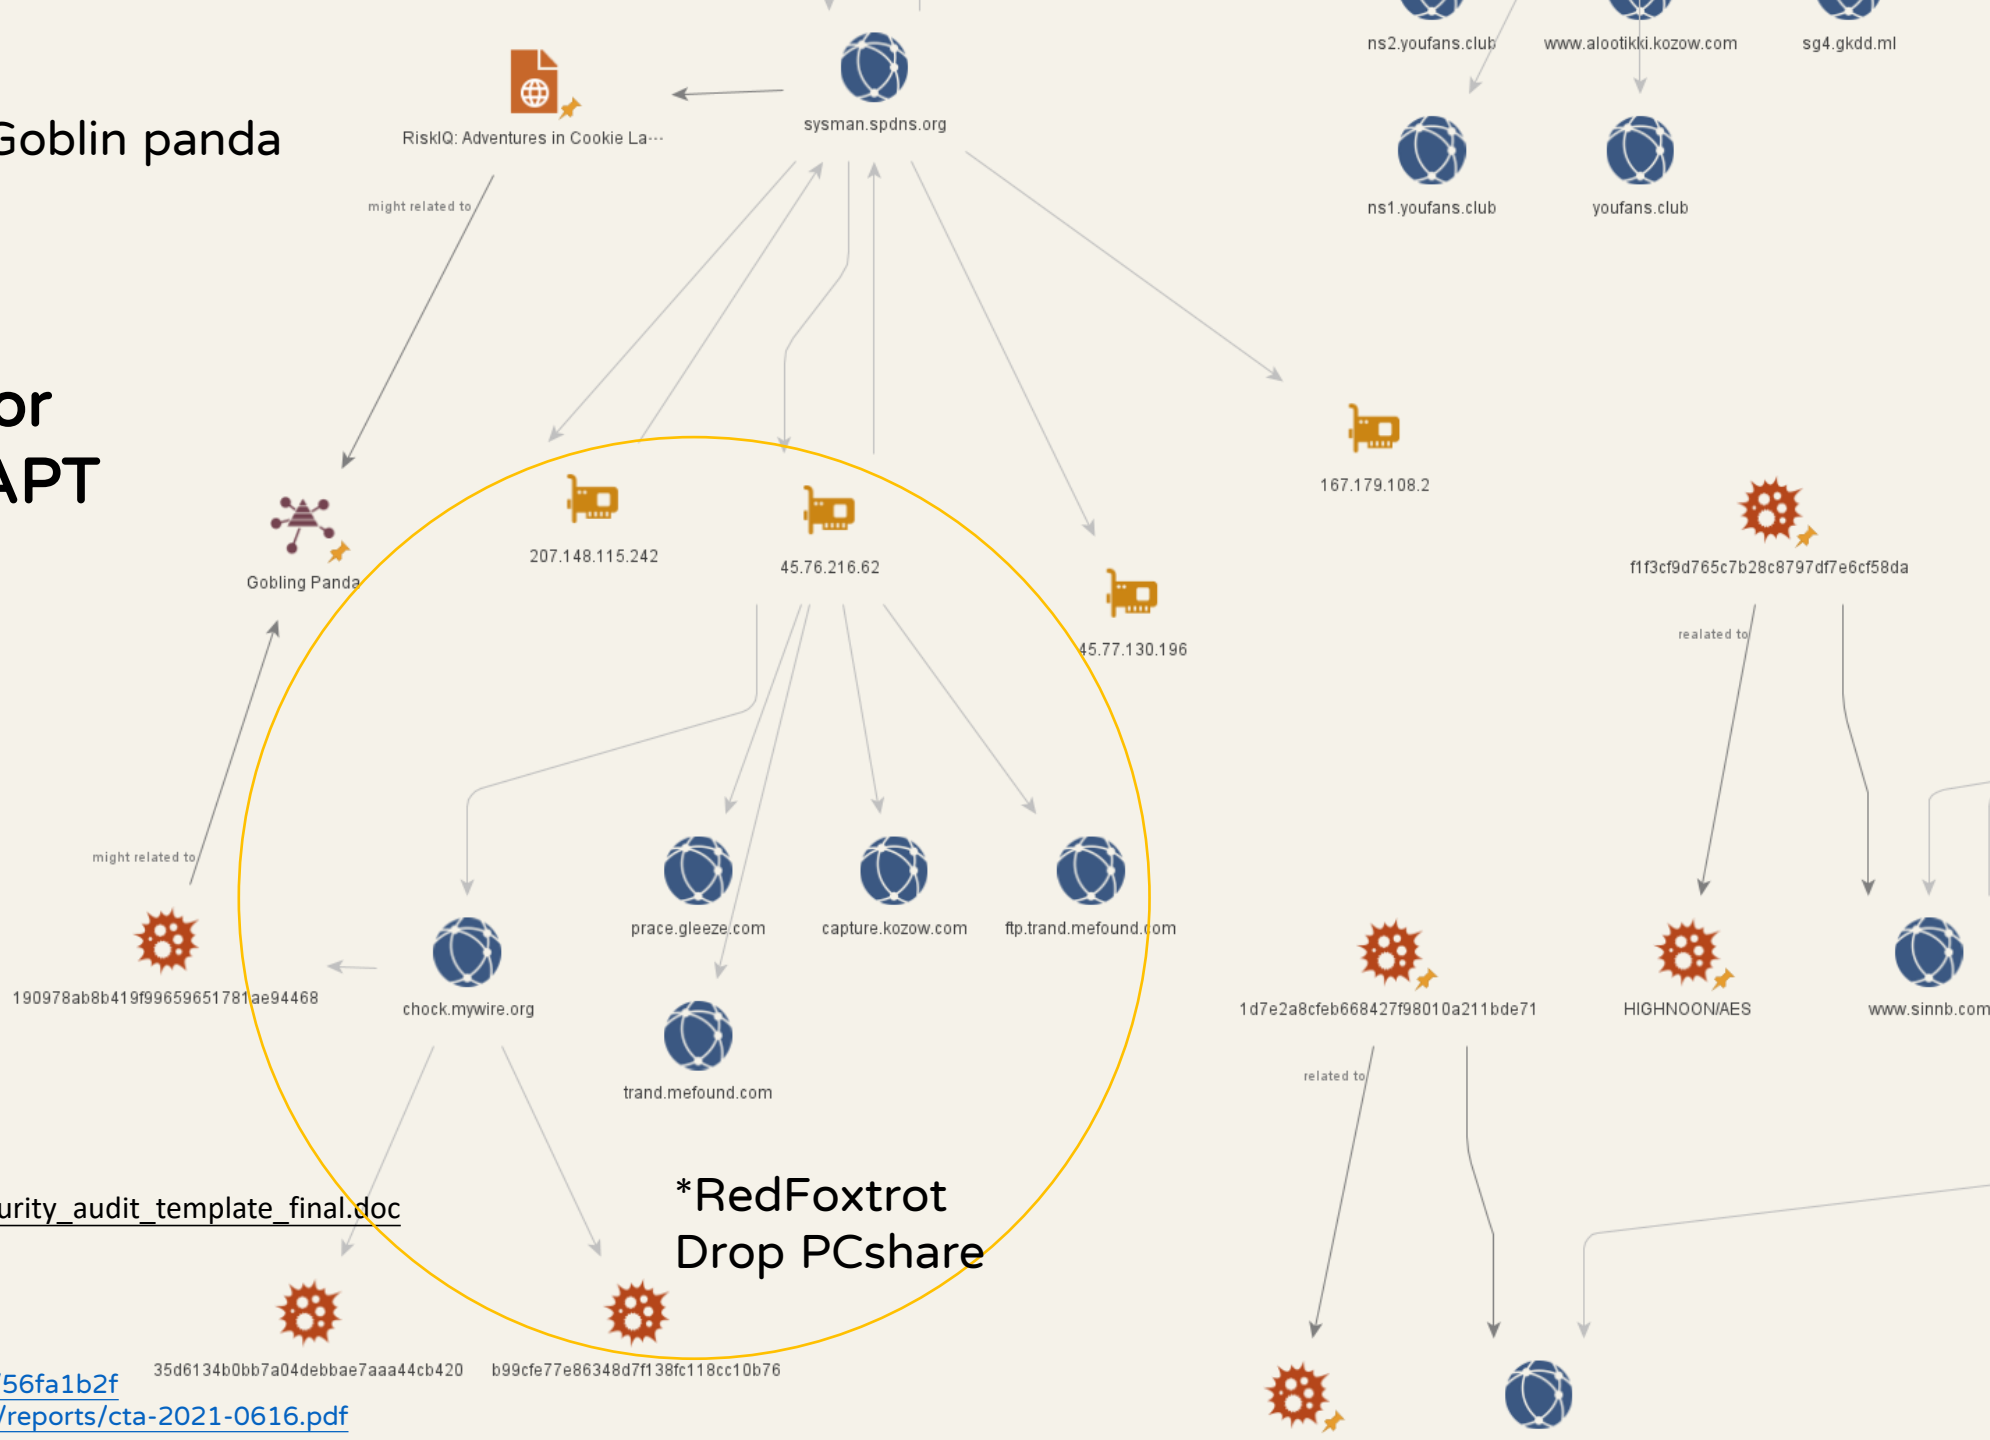 ns2.youfans.club
www.alootikki.kozow.com
sg4.gkdd.ml
Goblin panda
RiskIQ: Adventures in Cookie La···
sysman.spdns.org
might related to
ns1.youfans.club
youfans.club
or
APT
167.179.108.2
207.148.115.242
45.76.216.62
Gobling Panda
f1f3cf9d765c7b28c8797df7e6cf58da
45.77.130.196
realated to
might related to
prace.gleeze.com
capture.kozow.com
ftp.trand.mefound.com
190978ab8b419f99659651781ae94468
chock.mywire.org
1d7e2a8cfeb668427f98010a211bde71
HIGHNOON/AES
www.sinnb.com
related to
trand.mefound.com
*RedFoxtrot
Drop PCshare
urity_audit_template_final.doc
35d6134b0bb7a04debbae7aaa44cb420
b99cfe77e86348d7f138fc118cc10b76
56fa1b2f
/reports/cta-2021-0616.pdf